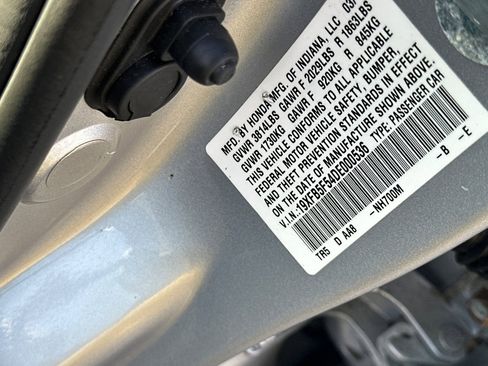 MFD. BY HONDA MFG. OF INDIANA, LLC 03
GVWR 3814LBS GAWR F 2029LBS R 1863LBS
GVWR 1730KG GAWR F 920KG R 845KG
THIS VEHICLE CONFORMS TO ALL APPLICABLE
FEDERAL MOTOR VEHICLE SAFETY, BUMPER,
AND THEFT PREVENTION STANDARDS IN EFFECT
ON THE DATE OF MANUFACTURE SHOWN ABOVE.
V.I.N.: 19XFB5F54DE000536 TYPE: PASSENGER CAR
TR5 D AA8 -NH700M -B -E